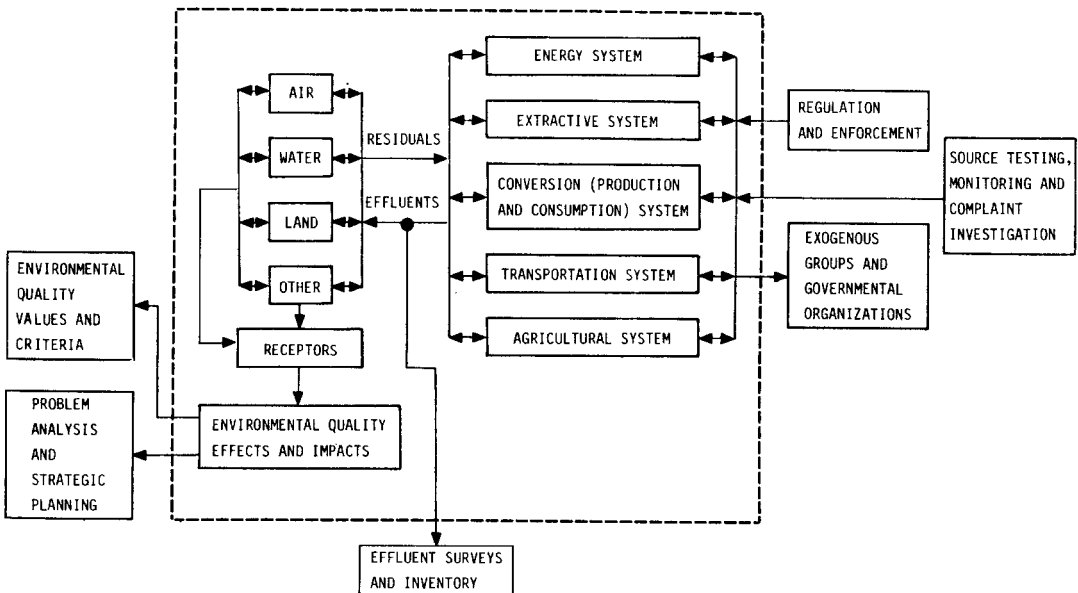 ENERGY SYSTEM
AIR
EXTRACTIVE SYSTEM
REGULATION
AND ENFORCEMENT
RESIDUALS
WATER
SOURCE TESTING,
MONITORING AND
COMPLAINT
INVESTIGATION
CONVERSION (PRODUCTION
AND CONSUMPTION) SYSTEM
EFFLUENTS
LAND
EXOGENOUS
GROUPS AND
GOVERNMENTAL
ORGANIZATIONS
ENVIRONMENTAL
QUALITY
VALUES AND
CRITERIA
OTHER
TRANSPORTATION SYSTEM
RECEPTORS
AGRICULTURAL SYSTEM
PROBLEM
ANALYSIS
AND
STRATEGIC
PLANNING
ENVIRONMENTAL QUALITY
EFFECTS AND IMPACTS
EFFLUENT SURVEYS
AND INVENTORY